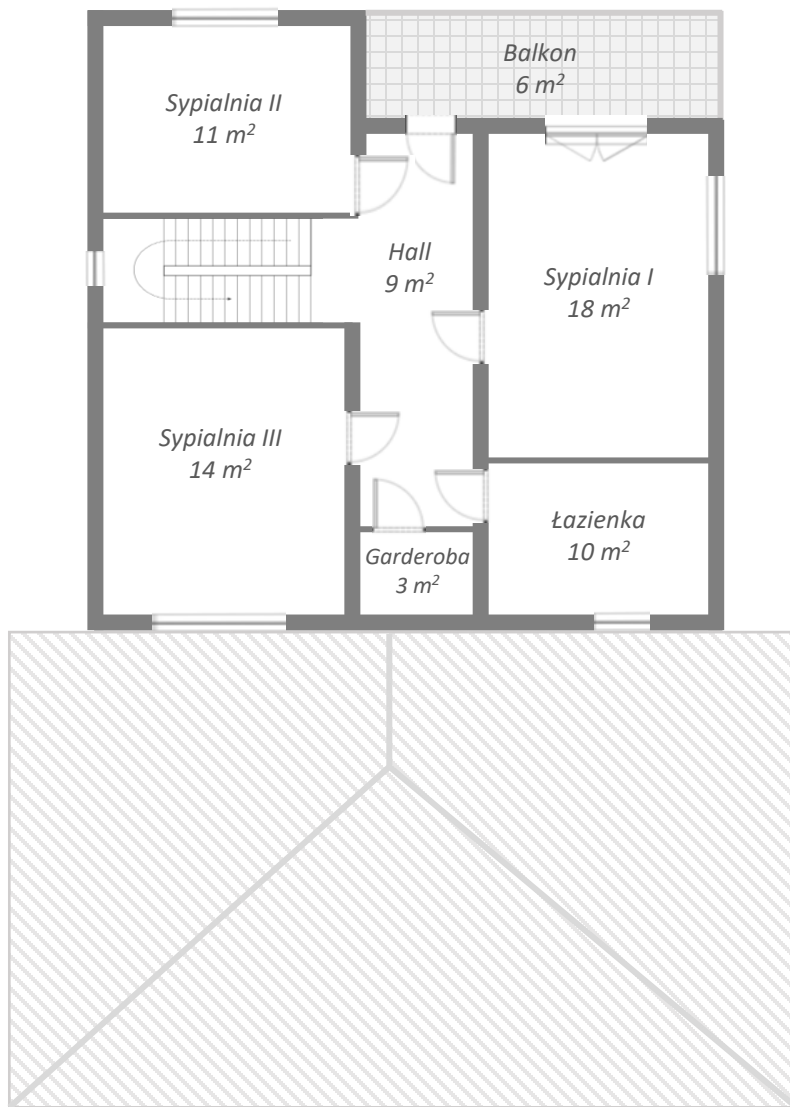 Balkon
6 m²
Sypialnia II
11 m²
Hall
9 m²
Sypialnia I
18 m²
Sypialnia III
14 m²
Łazienka
10 m²
Garderoba
3 m²